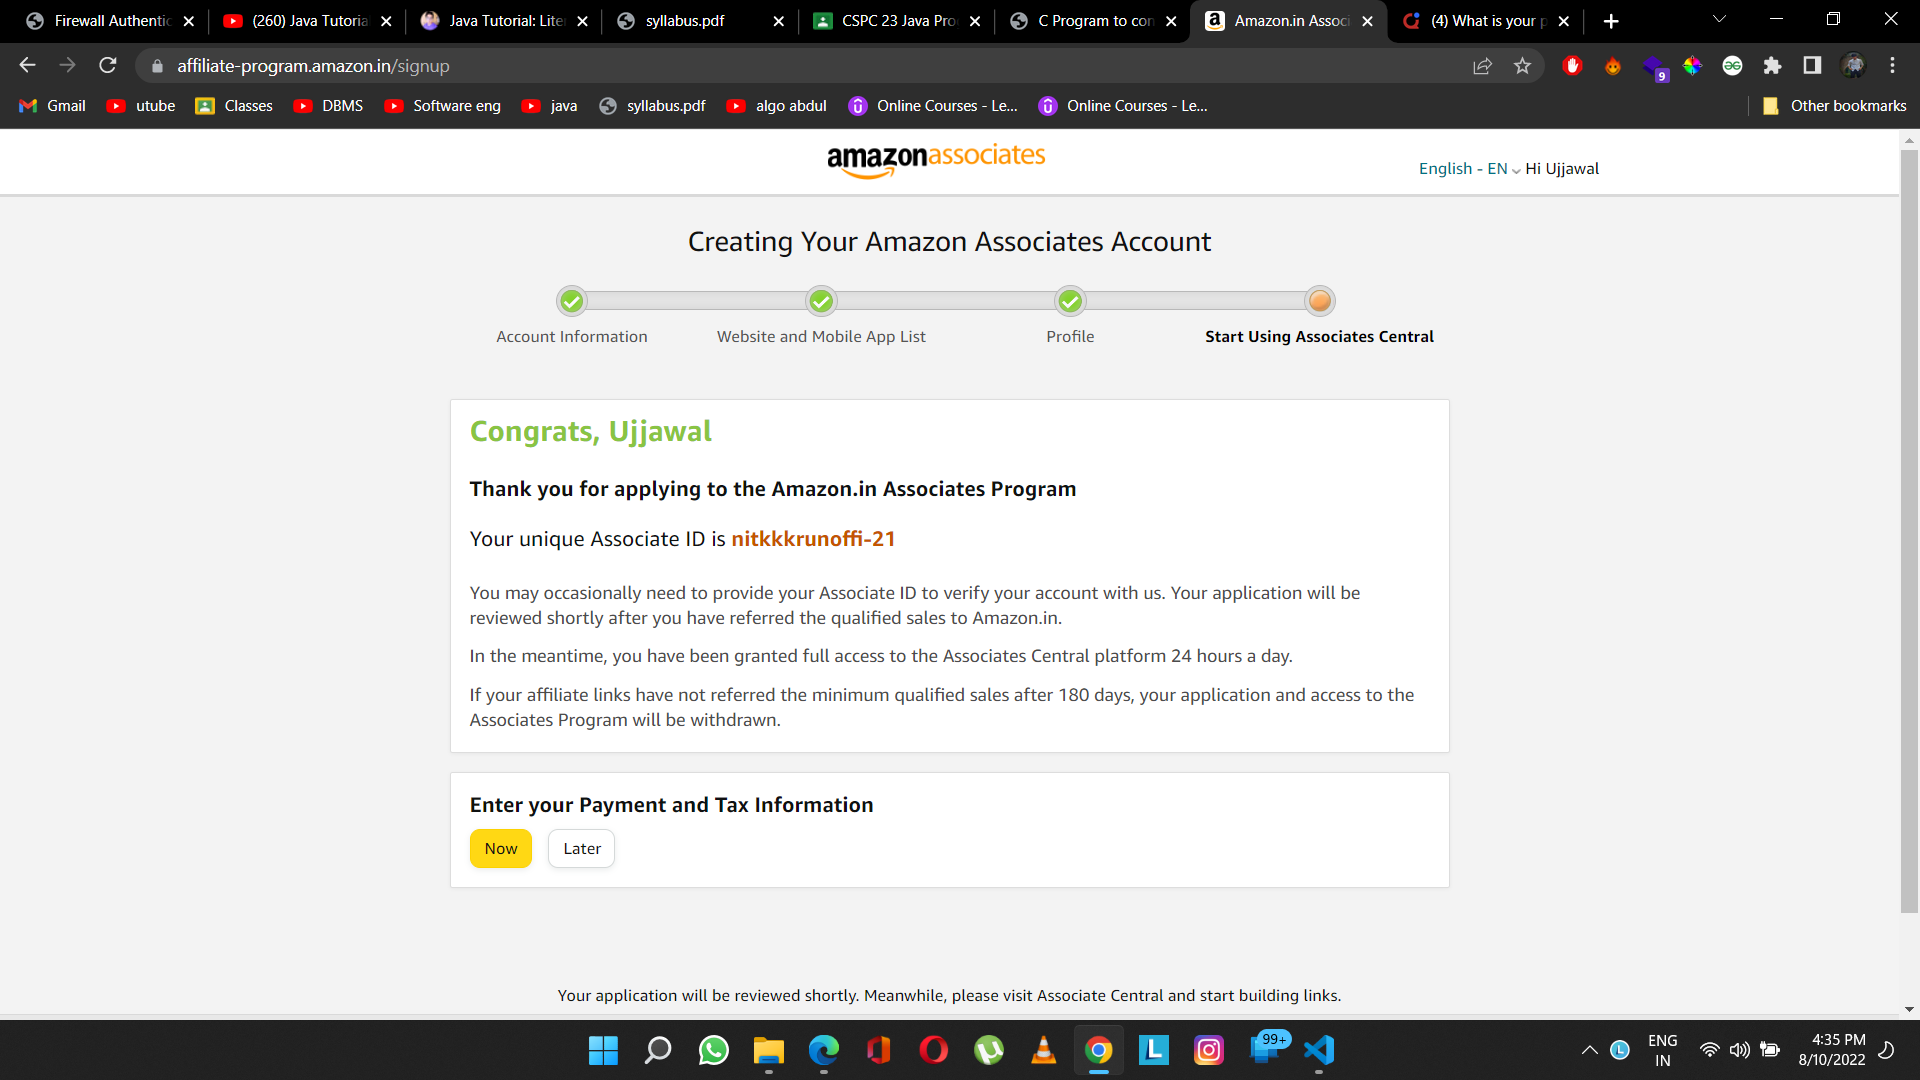 Firewall Authentic
(260) Java Tutorial
Java Tutorial: Lite
syllabus.pdf
CSPC 23 Java Pro
C Program to con
Amazon.in Associ
(4) What is your p
affiliate-program.amazon.in/signup
9
Gmail
utube
Classes
DBMS
Software eng
java
syllabus.pdf
algo abdul
Online Courses - Le...
Online Courses - Le...
Other bookmarks
amazonassociates
English - EN
Hi Ujjawal
Creating Your Amazon Associates Account
Account Information
Website and Mobile App List
Profile
Start Using Associates Central
Congrats, Ujjawal
Thank you for applying to the Amazon.in Associates Program
Your unique Associate ID is nitkkkrunoffi-21
You may occasionally need to provide your Associate ID to verify your account with us. Your application will be
reviewed shortly after you have referred the qualified sales to Amazon.in.
In the meantime, you have been granted full access to the Associates Central platform 24 hours a day.
If your affiliate links have not referred the minimum qualified sales after 180 days, your application and access to the
Associates Program will be withdrawn.
Enter your Payment and Tax Information
Now
Later
Your application will be reviewed shortly. Meanwhile, please visit Associate Central and start building links.
L
99+
L
ENG
IN
4:35 PM
8/10/2022